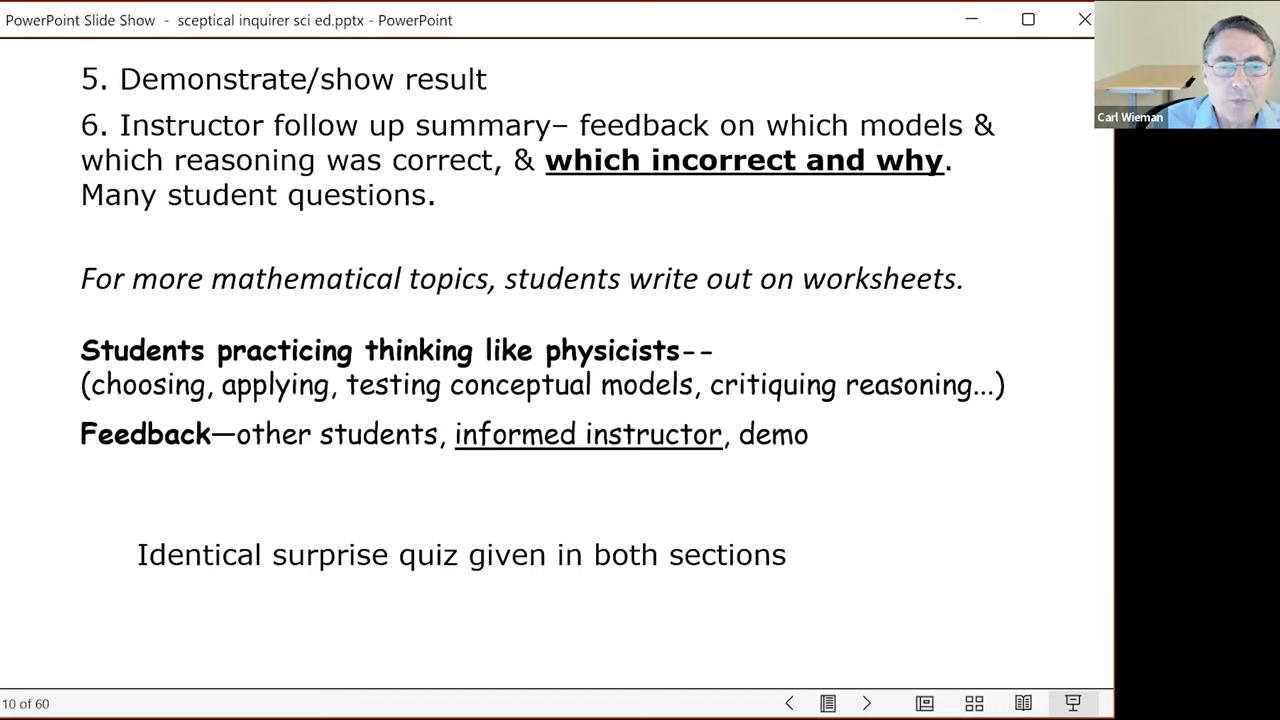 PowerPoint Slide Show - sceptical inquirer sci ed.pptx - PowerPoint
Carl Wieman
5. Demonstrate/show result
6. Instructor follow up summary– feedback on which models &
which reasoning was correct, & which incorrect and why.
Many student questions.
For more mathematical topics, students write out on worksheets.
Students practicing thinking like physicists--
(choosing, applying, testing conceptual models, critiquing reasoning...)
Feedback—other students, informed instructor, demo
Identical surprise quiz given in both sections
10 of 60